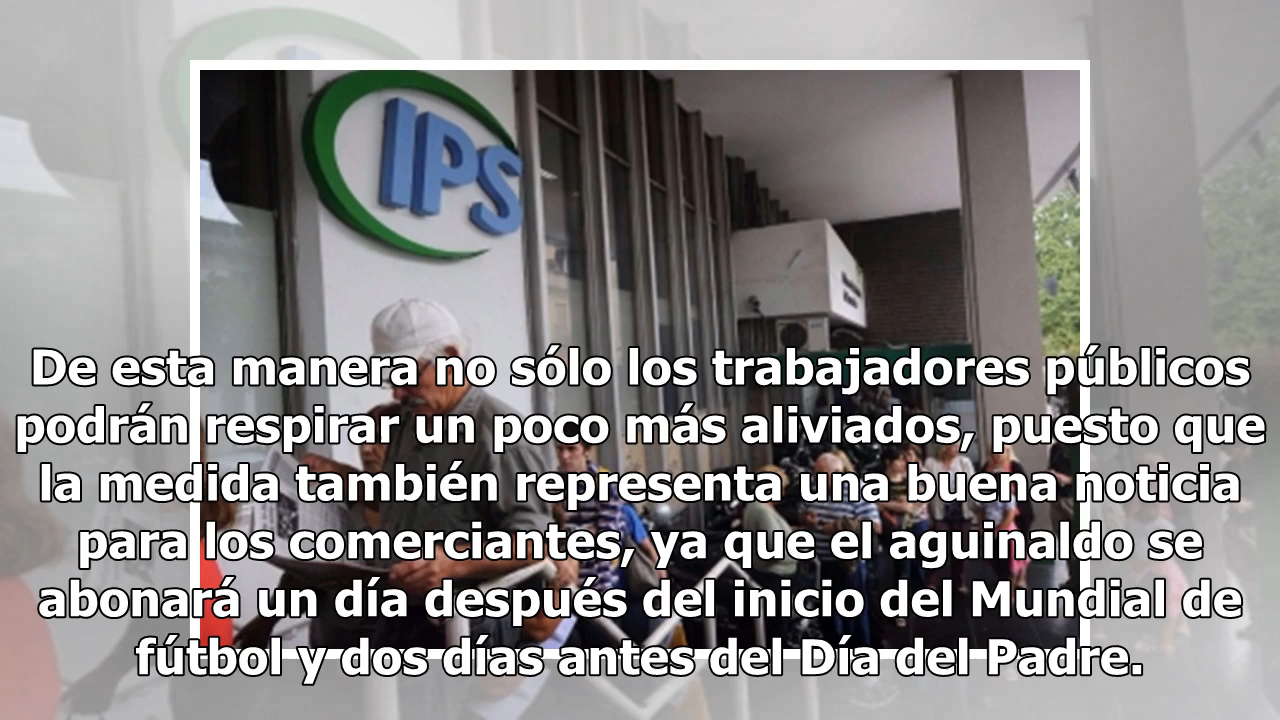 IPS
De esta manera no sólo los trabajadores públicos
podrán respirar un poco más aliviados, puesto que
la medida también representa una buena noticia
para los comerciantes, ya que el aguinaldo se
abonará un día después del inicio del Mundial de
fútbol y dos días antes del Día del Padre.